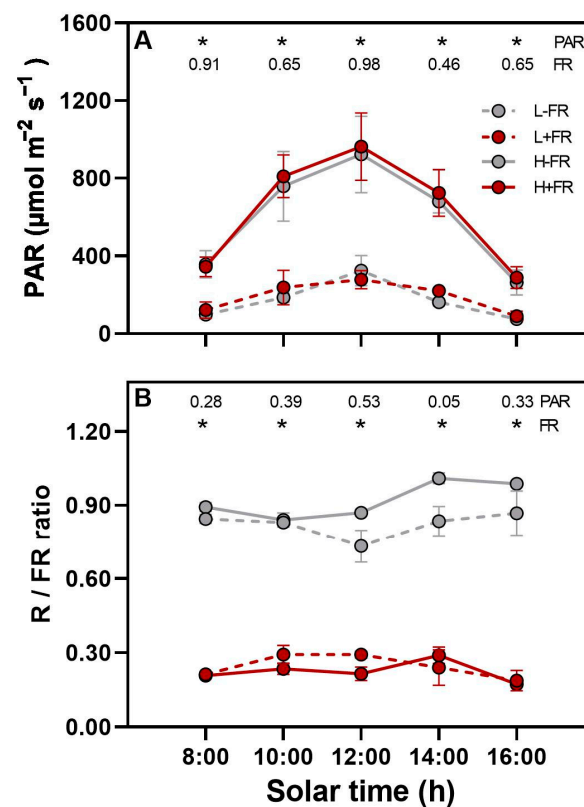 A
* * * * * PAR
0.91 0.65 0.98 0.46 0.65 FR
1600
1200
800
400
0
PAR (µmol m⁻² s⁻¹)
L-FR
L+FR
H-FR
H+FR
B
0.28 0.39 0.53 0.05 0.33 PAR
* * * * * FR
1.20
0.90
0.60
0.30
0.00
R / FR ratio
8:00 10:00 12:00 14:00 16:00
Solar time (h)